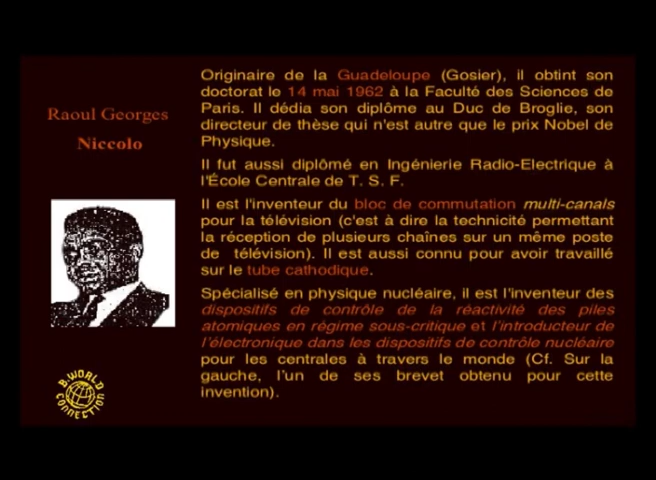 Raoul Georges
Niccolo
Originaire de la Guadeloupe (Gosier), il obtint son
doctorat le 14 mai 1962 à la Faculté des Sciences de
Paris. Il dédia son diplôme au Duc de Broglie, son
directeur de thèse qui n'est autre que le prix Nobel de
Physique.
Il fut aussi diplômé en Ingénierie Radio-Electrique à
l'École Centrale de T. S. F.
Il est l'inventeur du bloc de commutation multi-canals
pour la télévision (c'est à dire la technicité permettant
la réception de plusieurs chaînes sur un même poste
de télévision). Il est aussi connu pour avoir travaillé
sur le tube cathodique.
Spécialisé en physique nucléaire, il est l'inventeur des
dispositifs de contrôle de la réactivité des piles
atomiques en régime sous-critique et l'introducteur de
l'électronique dans les dispositifs de contrôle nucléaire
pour les centrales à travers le monde (Cf. Sur la
gauche, l'un de ses brevet obtenu pour cette
invention).
B.WORLD
CONNECTION